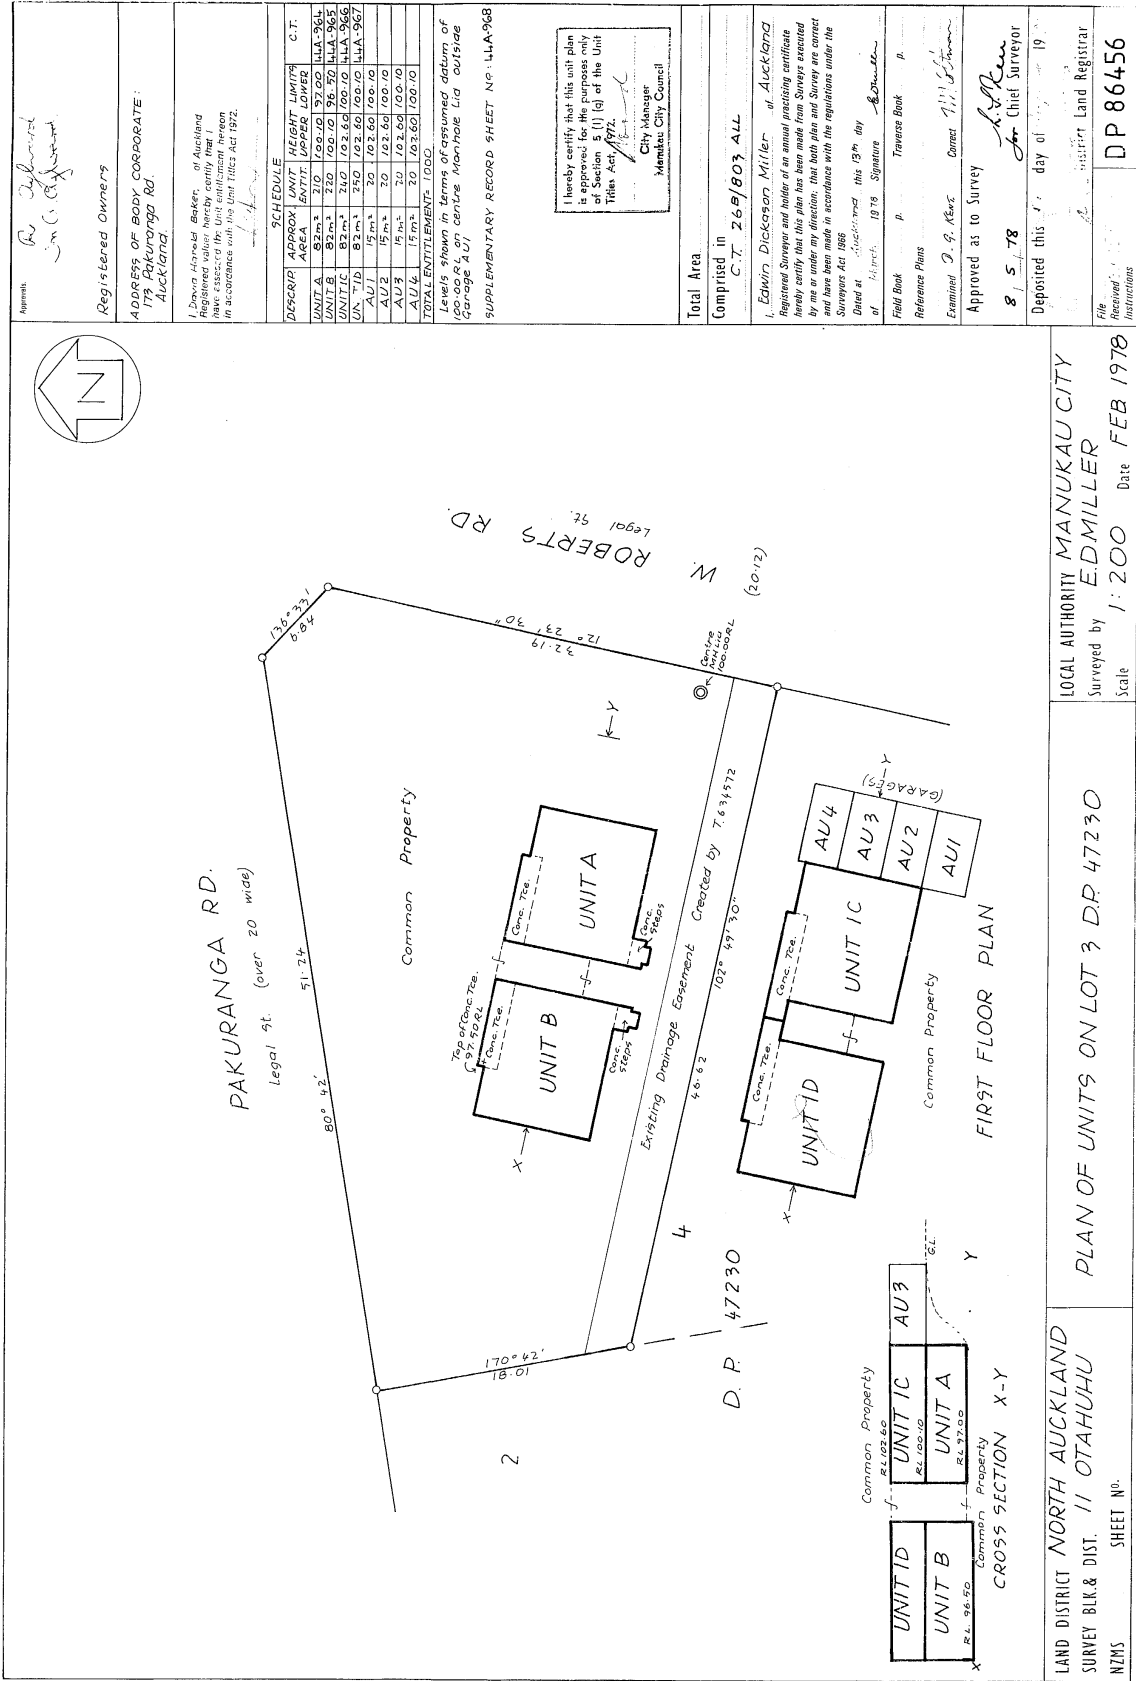 Approvals
Registered Owners
ADDRESS OF BODY CORPORATE:
173 Pakuranga Rd.
Auckland.
I, David Harold Baker, of Auckland
Registered valuer hereby certify that I
have assessed the Unit entitlement hereon
in accordance with the Unit Titles Act 1972.
SCHEDULE
DESCRIP. APPROX. AREA UNIT ENTIT. HEIGHT LIMITS UPPER LOWER C.T.
UNIT A 82m² 210 100.10 97.00 44A-964
UNIT B 82m² 220 100.10 96.50 44A-965
UNIT 1C 82m² 240 102.60 100.10 44A-966
UNIT 1D 82m² 250 102.60 100.10 44A-967
AU1 15m² 20 102.60 100.10
AU2 15m² 20 102.60 100.10
AU3 15m² 20 102.60 100.10
AU4 15m² 20 102.60 100.10
TOTAL ENTITLEMENT= 1000
Levels shown in terms of assumed datum of
100.00 RL on centre Manhole Lid outside
Garage AU1
SUPPLEMENTARY RECORD SHEET Nº: 44A-968
I hereby certify that this unit plan
is approved for the purposes only
of Section 5 (1) (g) of the Unit
Titles Act, 1972.
City Manager
Manukau City Council
Total Area
Comprised in
C.T. 26B/803 ALL
I, Edwin Dickason Miller of Auckland
Registered Surveyor and holder of an annual practising certificate
hereby certify that this plan has been made from Surveys executed
by me or under my direction; that both plan and Survey are correct
and have been made in accordance with the regulations under the
Surveyors Act 1966
Dated at Auckland this 13th day
of March 1978 Signature
Field Book p. Traverse Book p.
Reference Plans
Examined Correct
Approved as to Survey
8/5/78 for Chief Surveyor
Deposited this day of 19
District Land Registrar
File
Received
Instructions
DP 86456
N
PAKURANGA RD.
Legal St. (over 20 wide)
80° 42'
51.24
136° 33'
6.84
W. ROBERTS RD.
Legal St.
(20.12)
12° 23' 30"
32.19
Centre
MH Lid
100.00 RL
Common Property
Y
Top of Conc. Tce.
97.50 RL
Conc. Tce.
Conc. Tce.
UNIT B
UNIT A
Conc.
steps
Conc.
steps
X
Existing Drainage Easement Created by T.634572
46.62
102° 49' 30"
170° 42'
18.01
2
4
D. P. 47230
Conc. Tce.
Conc. Tce.
UNIT 1D
UNIT 1C
AU4
AU3
AU2
AU1
(GARAGES)
X
Y
Common Property
FIRST FLOOR PLAN
Common Property
RL 102.60
UNIT 1D
UNIT 1C
AU 3
RL 100.10
UNIT B
UNIT A
RL 96.50
RL 97.00
G.L.
X
Y
Common Property
CROSS SECTION X-Y
LAND DISTRICT NORTH AUCKLAND
SURVEY BLK. & DIST. 11 OTAHUHU
NZMS SHEET Nº.
PLAN OF UNITS ON LOT 3 D.P. 47230
LOCAL AUTHORITY MANUKAU CITY
Surveyed by E.D MILLER
Scale 1:200 Date FEB 1978